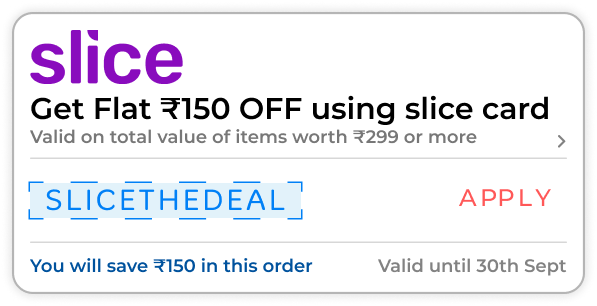 slice
Get Flat ₹150 OFF using slice card
Valid on total value of items worth ₹299 or more
SLICETHEDEAL
APPLY
You will save ₹150 in this order
Valid until 30th Sept